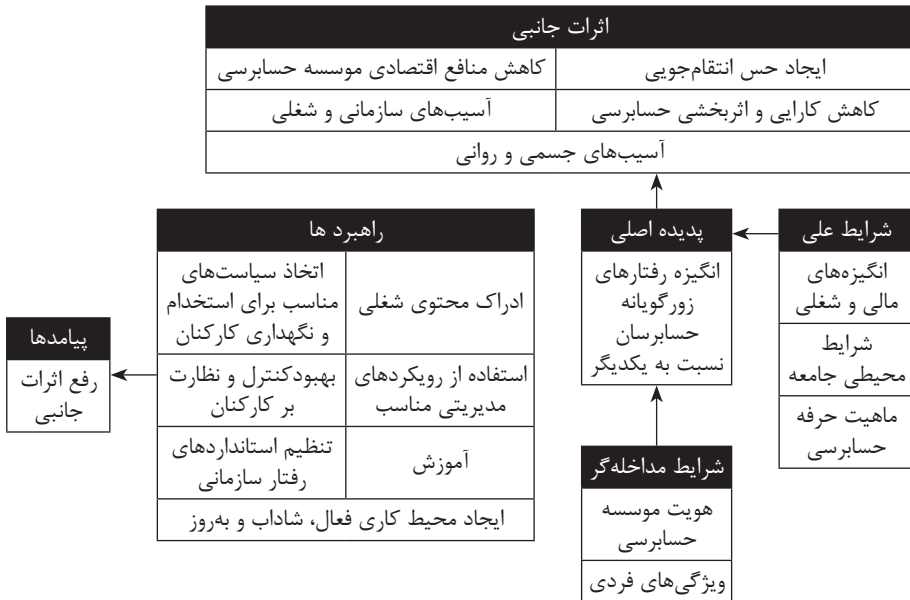 اثرات جانبی
ایجاد حس انتقام‌جویی
کاهش منافع اقتصادی موسسه حسابرسی
کاهش کارایی و اثربخشی حسابرسی
آسیب‌های سازمانی و شغلی
آسیب‌های جسمی و روانی
شرایط علی
انگیزه‌های
مالی و شغلی
شرایط
محیطی جامعه
ماهیت حرفه
حسابرسی
پدیده اصلی
انگیزه رفتارهای
زورگویانه
حسابرسان
نسبت به یکدیگر
شرایط مداخله‌گر
هویت موسسه
حسابرسی
ویژگی‌های فردی
راهبرد ها
ادراک محتوی شغلی
اتخاذ سیاست‌های
مناسب برای استخدام
و نگهداری کارکنان
استفاده از رویکردهای
مدیریتی مناسب
بهبودکنترل و نظارت
بر کارکنان
آموزش
تنظیم استانداردهای
رفتار سازمانی
ایجاد محیط کاری فعال، شاداب و به‌روز
پیامدها
رفع اثرات
جانبی